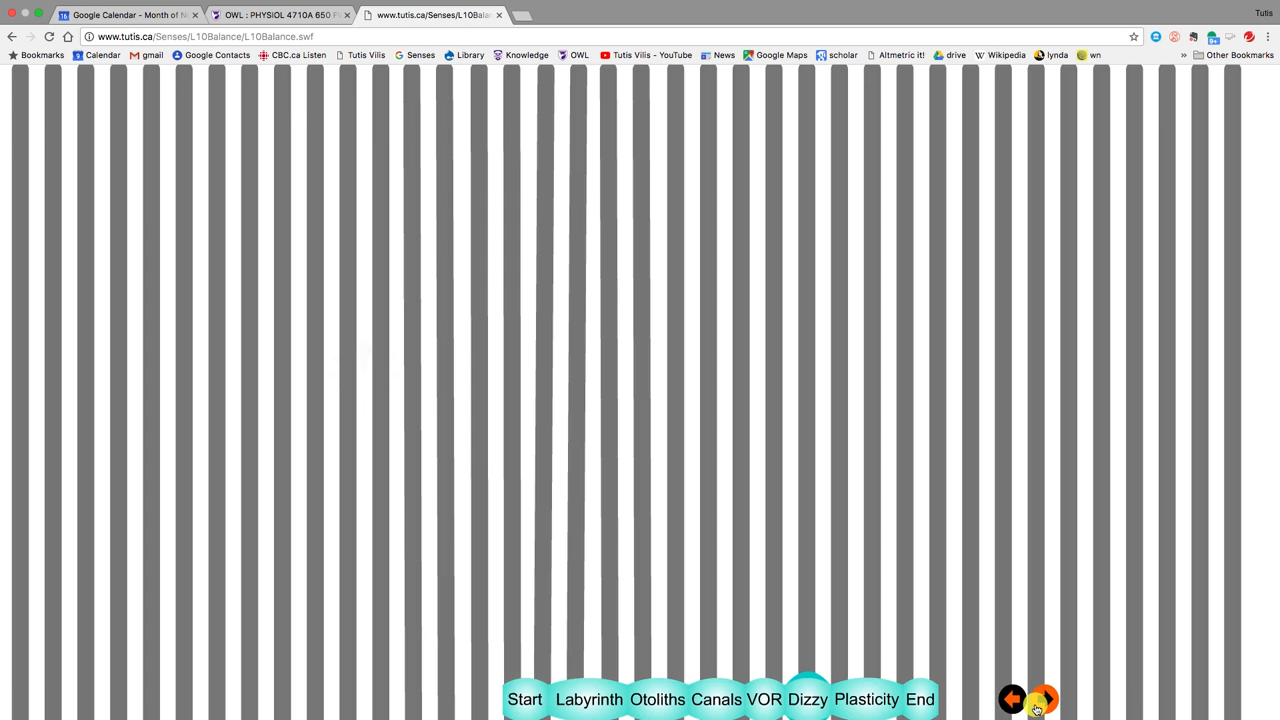 Google Calendar - Month of N
OWL : PHYSIOL 4710A 650 F
www.tutis.ca/Senses/L10Bala
Tutis
www.tutis.ca/Senses/L10Balance/L10Balance.swf
Bookmarks Calendar gmail Google Contacts CBC.ca Listen Tutis Vilis Senses Library Knowledge OWL Tutis Vilis - YouTube News Google Maps scholar Altmetric it! drive Wikipedia lynda wn » Other Bookmarks
Start Labyrinth Otoliths Canals VOR Dizzy Plasticity End